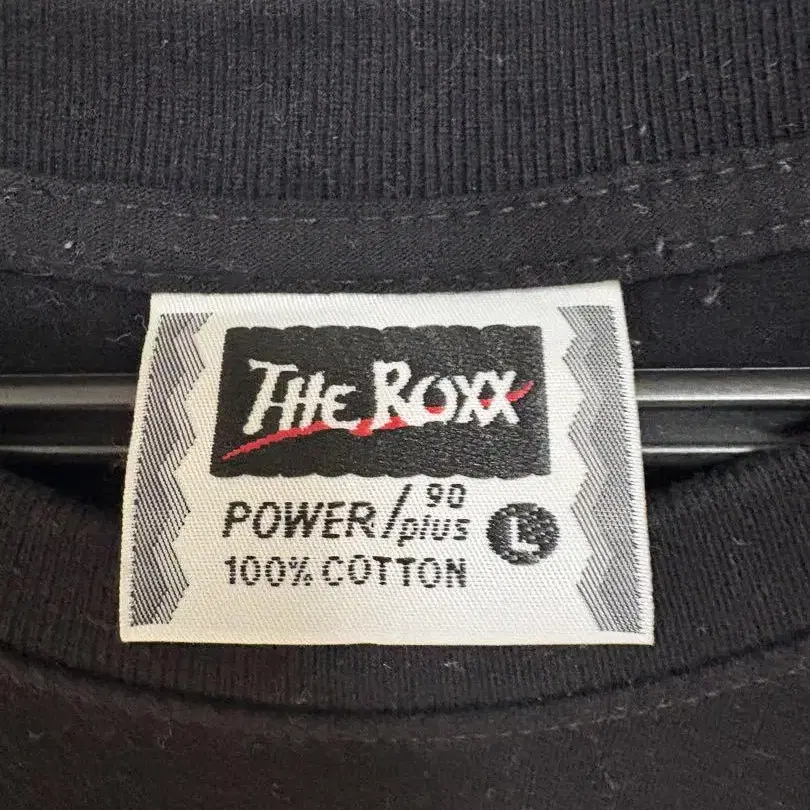 THE ROXX
POWER/90 plus L
100% COTTON